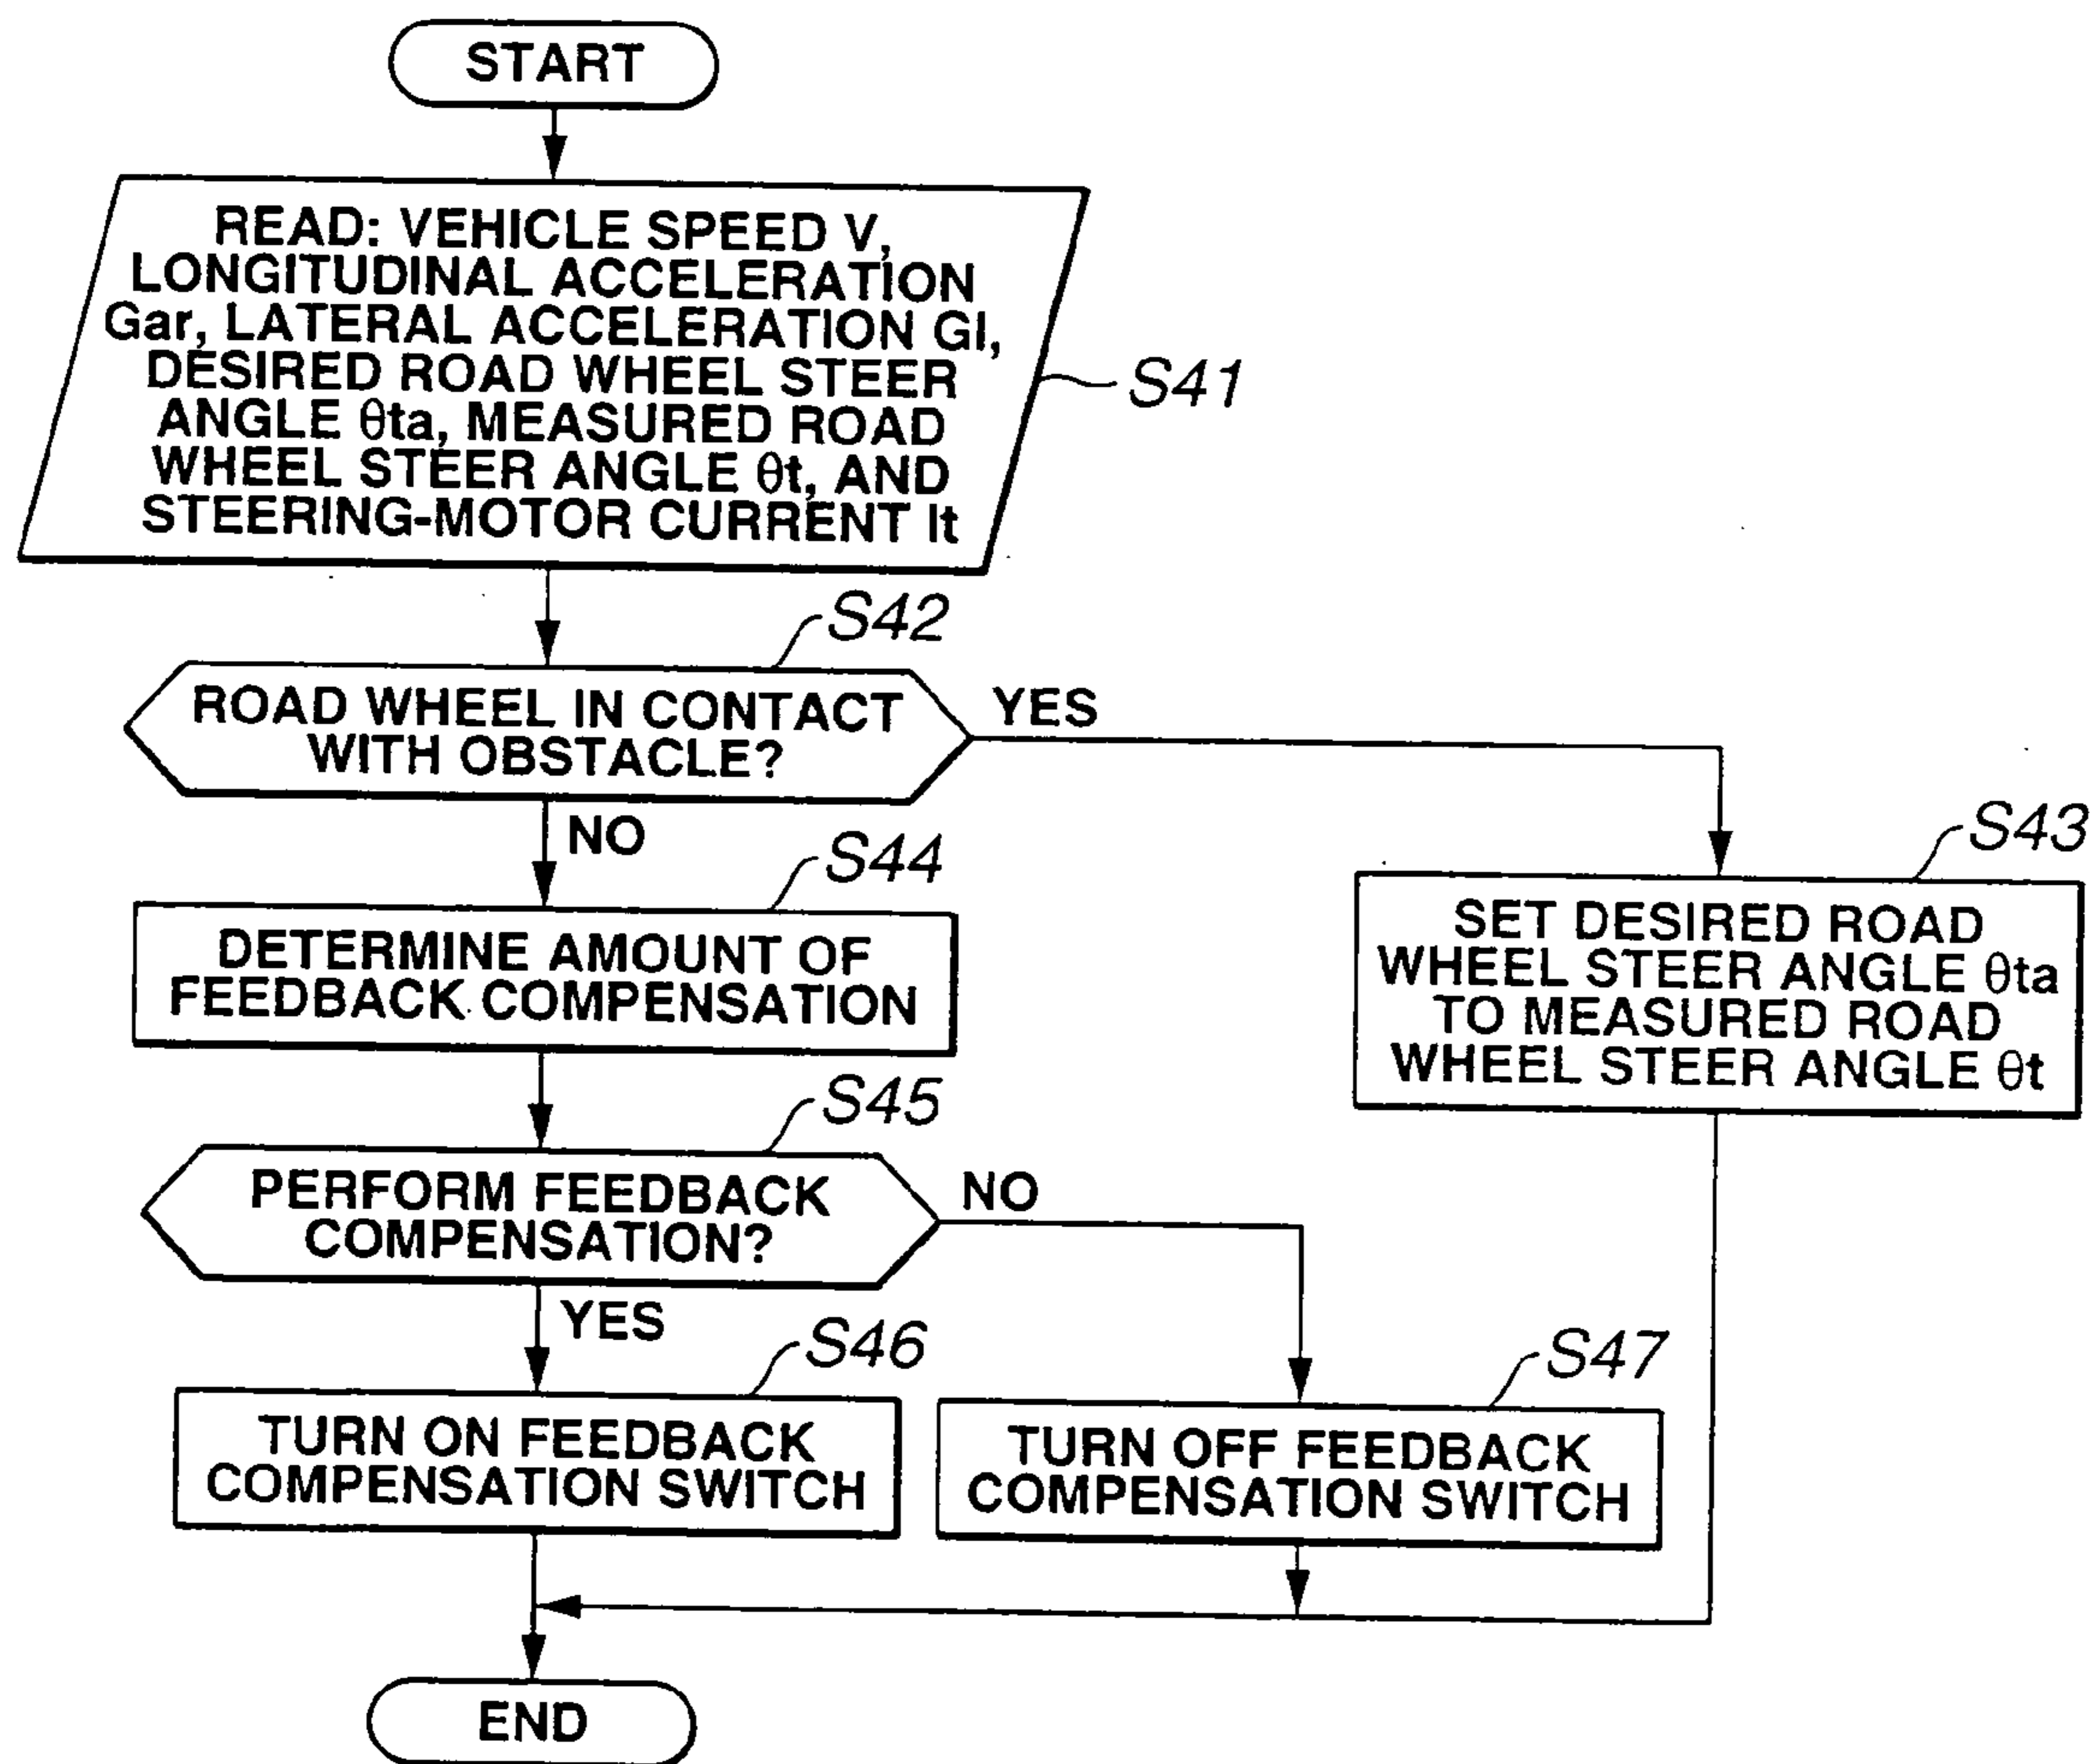 START
READ: VEHICLE SPEED V,
LONGITUDINAL ACCELERATION
Gar, LATERAL ACCELERATION Gl,
DESIRED ROAD WHEEL STEER
ANGLE θta, MEASURED ROAD
WHEEL STEER ANGLE θt, AND
STEERING-MOTOR CURRENT It
S41
S42
ROAD WHEEL IN CONTACT
WITH OBSTACLE?
YES
NO
S43
SET DESIRED ROAD
WHEEL STEER ANGLE θta
TO MEASURED ROAD
WHEEL STEER ANGLE θt
S44
DETERMINE AMOUNT OF
FEEDBACK COMPENSATION
S45
PERFORM FEEDBACK
COMPENSATION?
NO
YES
S46
TURN ON FEEDBACK
COMPENSATION SWITCH
S47
TURN OFF FEEDBACK
COMPENSATION SWITCH
END